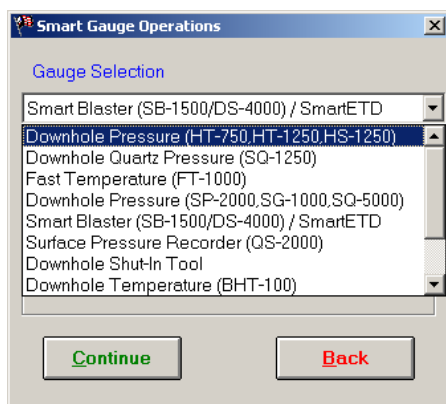 Smart Gauge Operations
Gauge Selection
Smart Blaster (SB-1500/DS-4000) / SmartETD
Downhole Pressure (HT-750,HT-1250,HS-1250)
Downhole Quartz Pressure (SQ-1250)
Fast Temperature (FT-1000)
Downhole Pressure (SP-2000,SG-1000,SQ-5000)
Smart Blaster (SB-1500/DS-4000) / SmartETD
Surface Pressure Recorder (QS-2000)
Downhole Shut-In Tool
Downhole Temperature (BHT-100)
Continue
Back